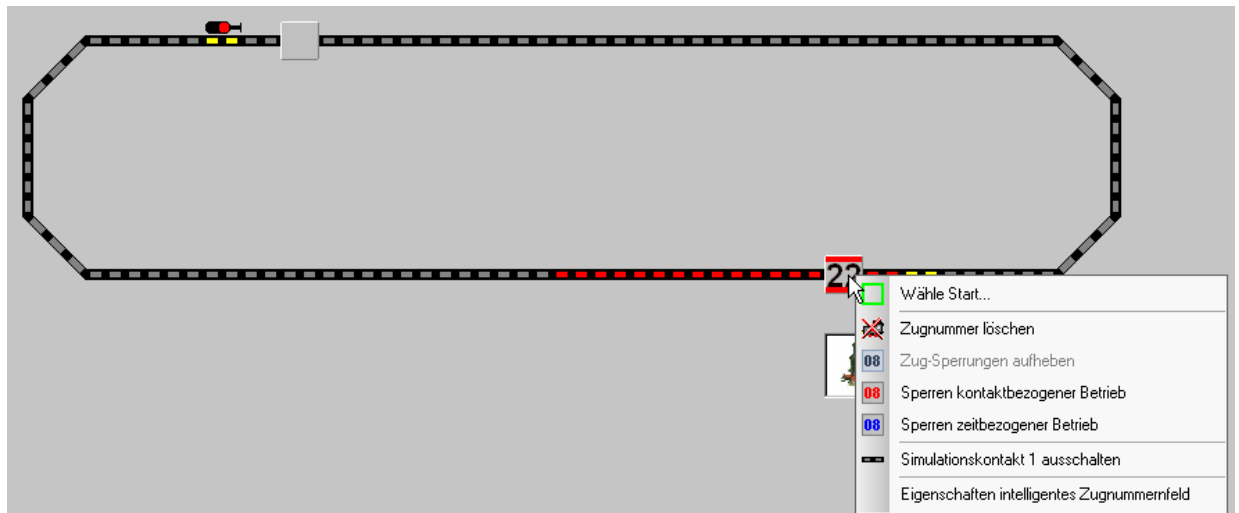 22
Wähle Start...
Zugnummer löschen
08 Zug-Sperrungen aufheben
08 Sperren kontaktbezogener Betrieb
08 Sperren zeitbezogener Betrieb
Simulationskontakt 1 ausschalten
Eigenschaften intelligentes Zugnummernfeld